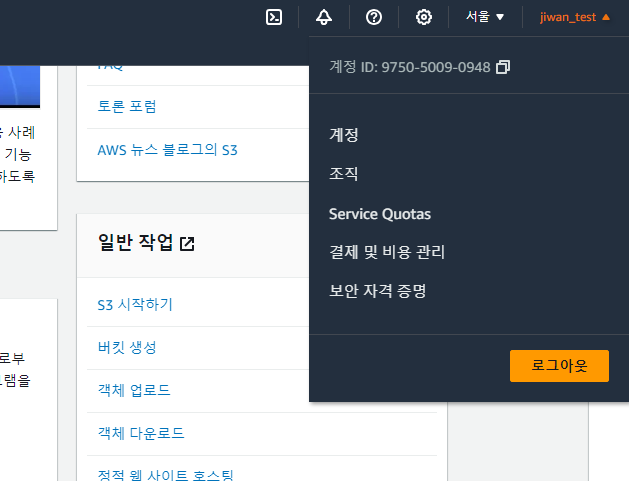 서울 ▼
jiwan_test ▲
계정 ID: 9750-5009-0948
계정
조직
Service Quotas
결제 및 비용 관리
보안 자격 증명
로그아웃
사례
기능
하도록
로부
FAQ
토론 포럼
AWS 뉴스 블로그의 S3
일반 작업
S3 시작하기
버킷 생성
객체 업로드
객체 다운로드
정적 웹 사이트 호스팅